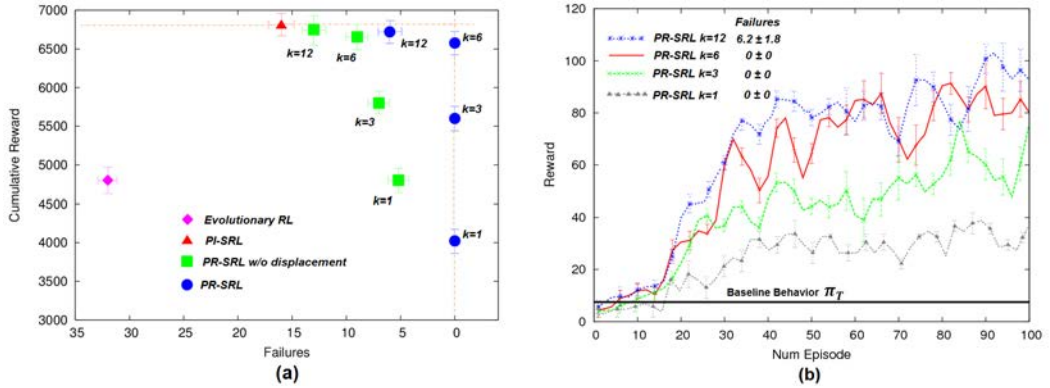 7000
6500
6000
5500
5000
4500
4000
3500
3000
Cumulative Reward
k=12
k=6
k=12
k=6
k=3
k=3
k=1
k=1
Evolutionary RL
PI-SRL
PR-SRL w/o displacement
PR-SRL
35 30 25 20 15 10 5 0
Failures
(a)
120
100
80
60
40
20
0
Reward
Failures
PR-SRL k=12 6.2 ± 1.8
PR-SRL k=6 0 ± 0
PR-SRL k=3 0 ± 0
PR-SRL k=1 0 ± 0
Baseline Behavior π_T
0 10 20 30 40 50 60 70 80 90 100
Num Episode
(b)